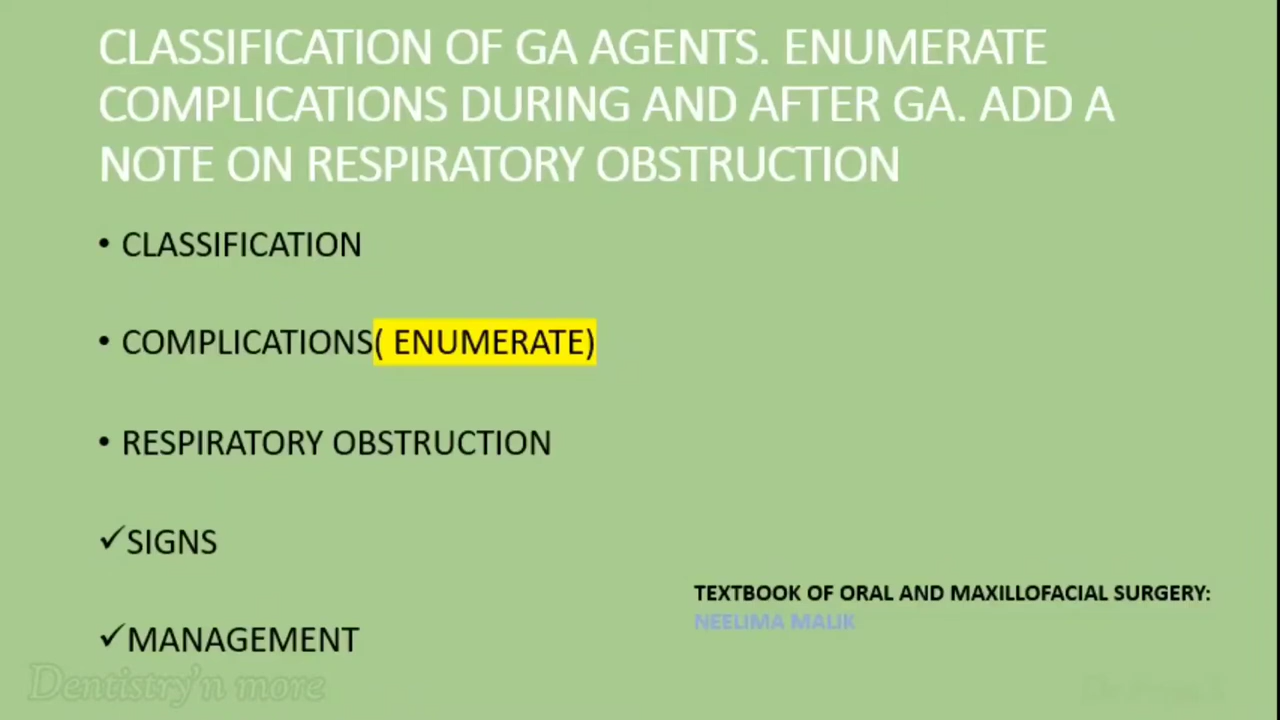 CLASSIFICATION OF GA AGENTS. ENUMERATE
COMPLICATIONS DURING AND AFTER GA. ADD A
NOTE ON RESPIRATORY OBSTRUCTION
• CLASSIFICATION
• COMPLICATIONS( ENUMERATE)
• RESPIRATORY OBSTRUCTION
✓SIGNS
✓MANAGEMENT
TEXTBOOK OF ORAL AND MAXILLOFACIAL SURGERY:
NEELIMA MALIK
Dentistry'n more